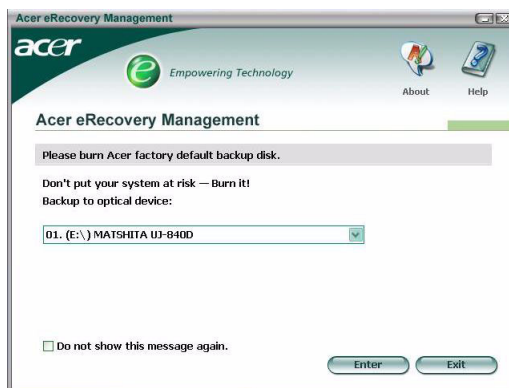 Acer eRecovery Management
acer
e Empowering Technology
About Help
Acer eRecovery Management
Please burn Acer factory default backup disk.
Don't put your system at risk — Burn it!
Backup to optical device:
01. (E:\) MATSHITA UJ-840D
Do not show this message again.
Enter Exit